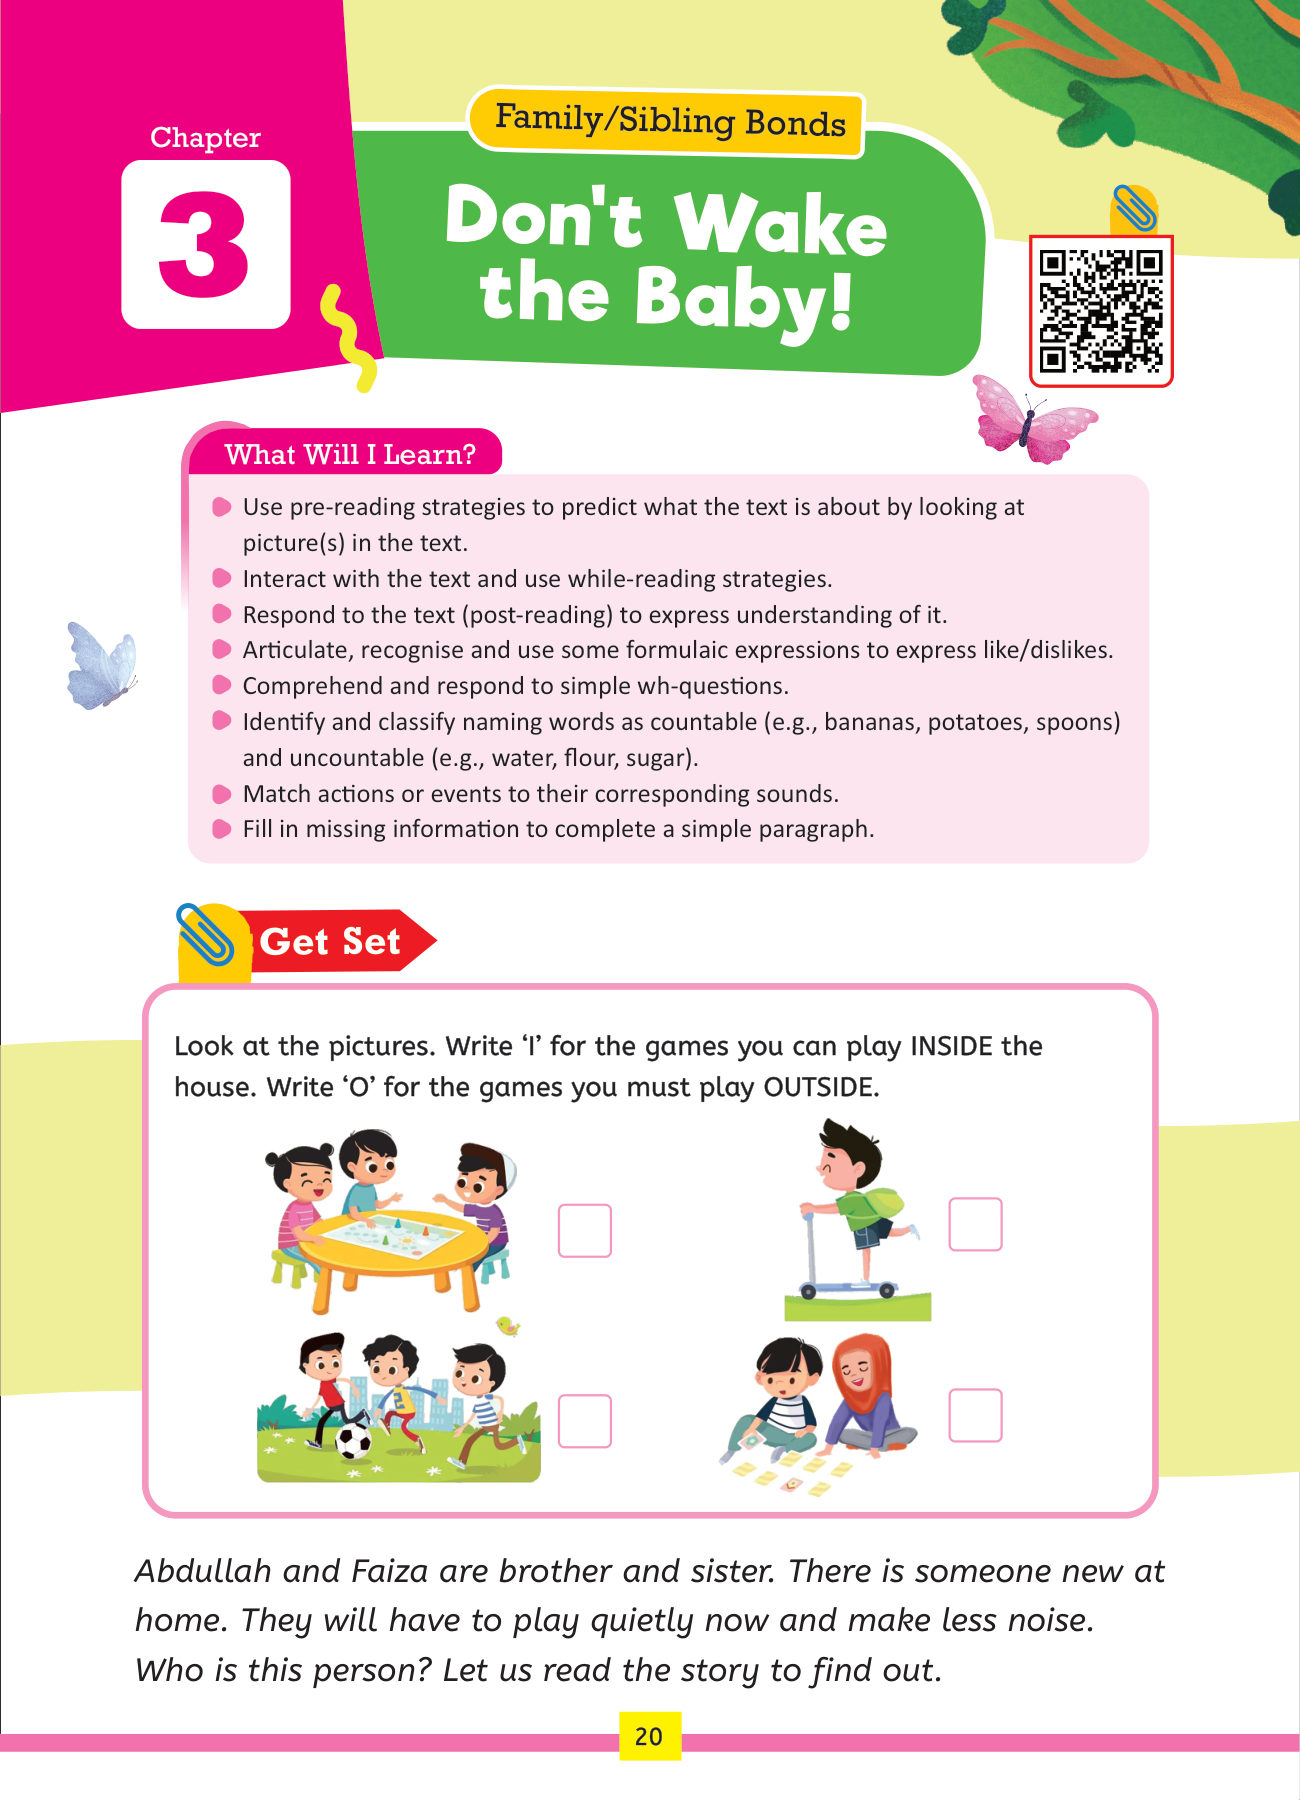 Chapter
3
Family/Sibling Bonds
Don't Wake
the Baby!
What Will I Learn?
Use pre-reading strategies to predict what the text is about by looking at
picture(s) in the text.
Interact with the text and use while-reading strategies.
Respond to the text (post-reading) to express understanding of it.
Articulate, recognise and use some formulaic expressions to express like/dislikes.
Comprehend and respond to simple wh-questions.
Identify and classify naming words as countable (e.g., bananas, potatoes, spoons)
and uncountable (e.g., water, flour, sugar).
Match actions or events to their corresponding sounds.
Fill in missing information to complete a simple paragraph.
Get Set
Look at the pictures. Write ‘I’ for the games you can play INSIDE the
house. Write ‘O’ for the games you must play OUTSIDE.
Abdullah and Faiza are brother and sister. There is someone new at
home. They will have to play quietly now and make less noise.
Who is this person? Let us read the story to find out.
20